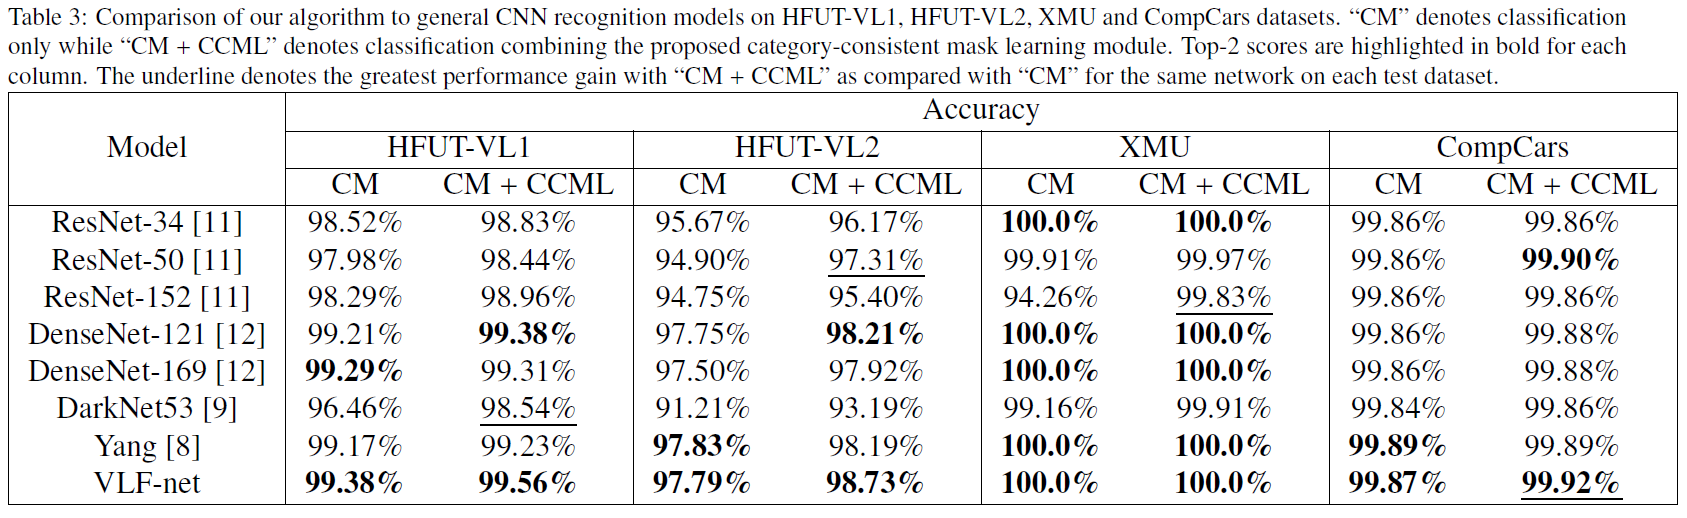 Table 3: Comparison of our algorithm to general CNN recognition models on HFUT-VL1, HFUT-VL2, XMU and CompCars datasets. “CM” denotes classification
only while “CM + CCML” denotes classification combining the proposed category-consistent mask learning module. Top-2 scores are highlighted in bold for each
column. The underline denotes the greatest performance gain with “CM + CCML” as compared with “CM” for the same network on each test dataset.
Accuracy
Model HFUT-VL1 HFUT-VL2 XMU CompCars
CM CM + CCML CM CM + CCML CM CM + CCML CM CM + CCML
ResNet-34 [11] 98.52% 98.83% 95.67% 96.17% 100.0% 100.0% 99.86% 99.86%
ResNet-50 [11] 97.98% 98.44% 94.90% 97.31% 99.91% 99.97% 99.86% 99.90%
ResNet-152 [11] 98.29% 98.96% 94.75% 95.40% 94.26% 99.83% 99.86% 99.86%
DenseNet-121 [12] 99.21% 99.38% 97.75% 98.21% 100.0% 100.0% 99.86% 99.88%
DenseNet-169 [12] 99.29% 99.31% 97.50% 97.92% 100.0% 100.0% 99.86% 99.88%
DarkNet53 [9] 96.46% 98.54% 91.21% 93.19% 99.16% 99.91% 99.84% 99.86%
Yang [8] 99.17% 99.23% 97.83% 98.19% 100.0% 100.0% 99.89% 99.89%
VLF-net 99.38% 99.56% 97.79% 98.73% 100.0% 100.0% 99.87% 99.92%